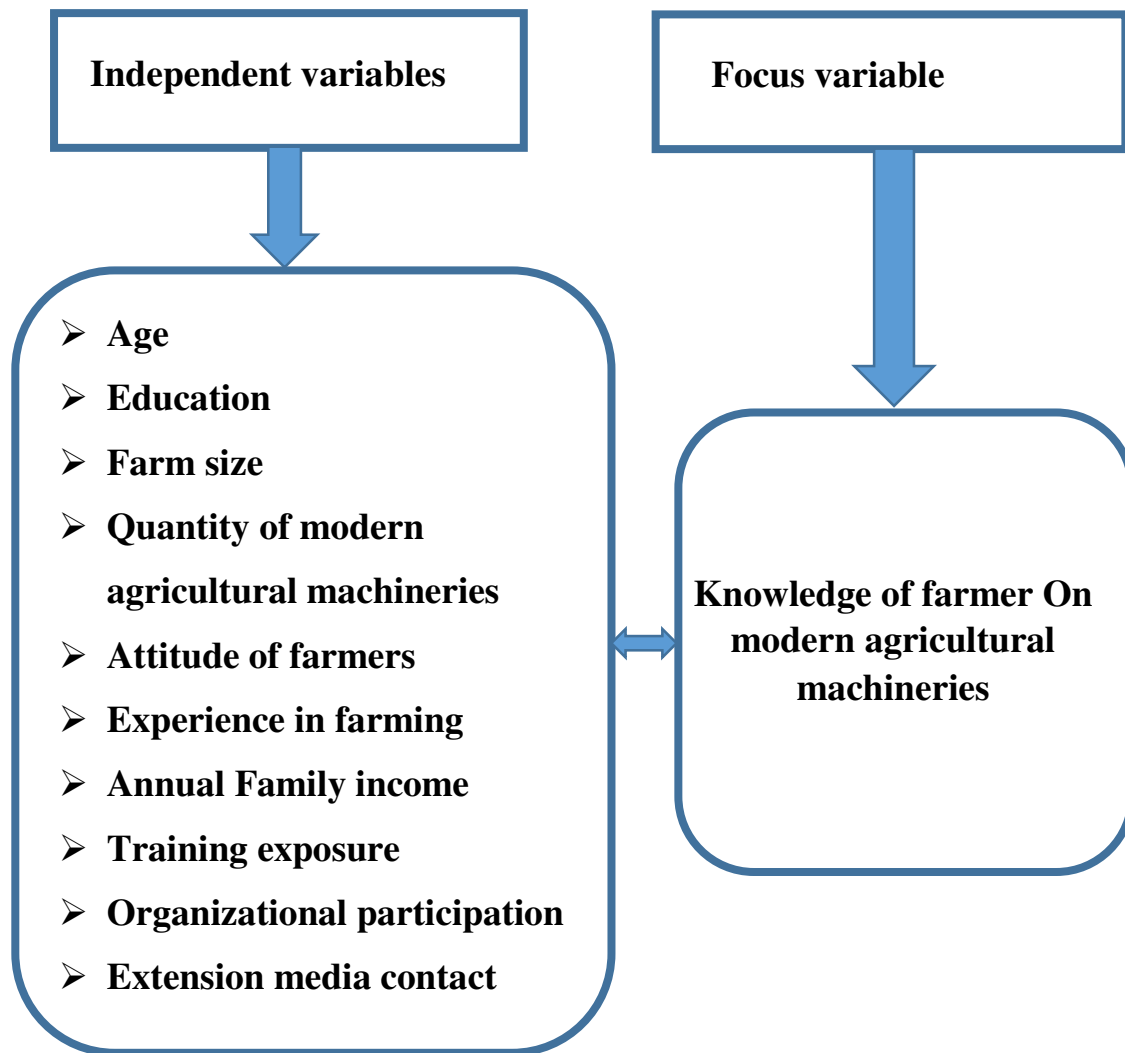 Independent variables
Focus variable
➢ Age
➢ Education
➢ Farm size
➢ Quantity of modern
agricultural machineries
➢ Attitude of farmers
➢ Experience in farming
➢ Annual Family income
➢ Training exposure
➢ Organizational participation
➢ Extension media contact
Knowledge of farmer On
modern agricultural
machineries